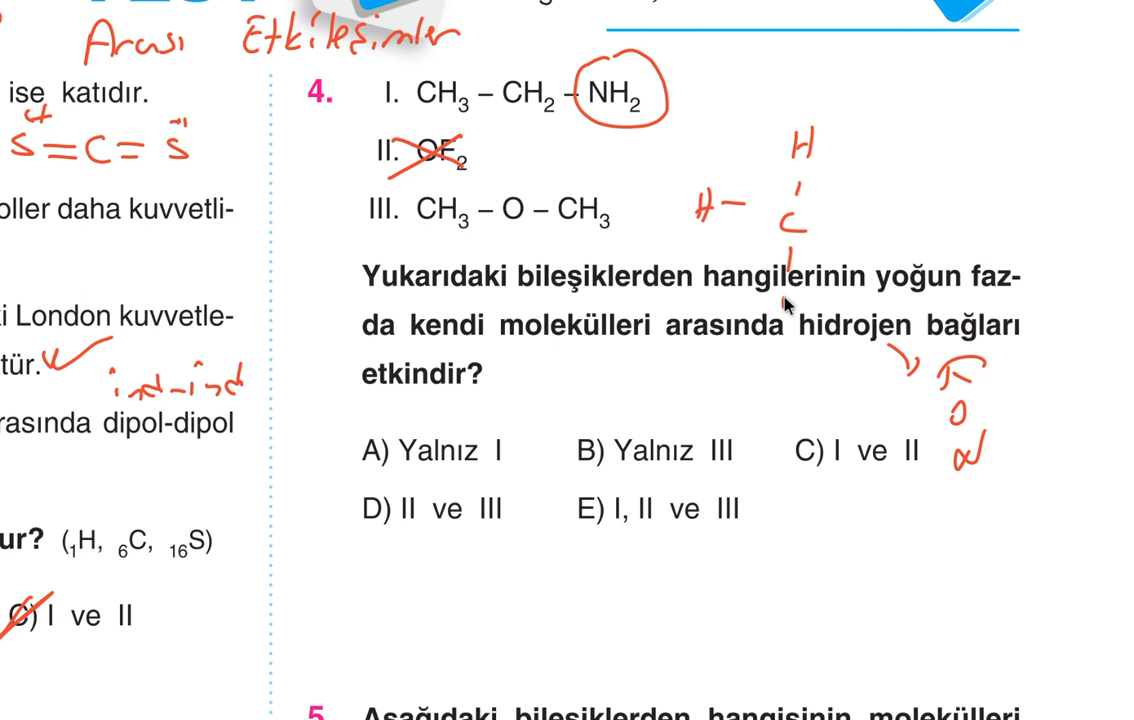 Arası Etkileşimler
ise katıdır.
S=C=S
oller daha kuvvetli-
i London kuvvetle-
tür.
ind-ind
rasında dipol-dipol
ur? (₁H, ₆C, ₁₆S)
C) I ve II
4. I. CH₃ – CH₂ – NH₂
II. OF₂
III. CH₃ – O – CH₃
H
H – C
Yukarıdaki bileşiklerden hangilerinin yoğun faz-
da kendi molekülleri arasında hidrojen bağları
etkindir?
F
O
N
A) Yalnız I B) Yalnız III C) I ve II
D) II ve III E) I, II ve III
5. Aşağıdaki bileşiklerden hangisinin molekülleri